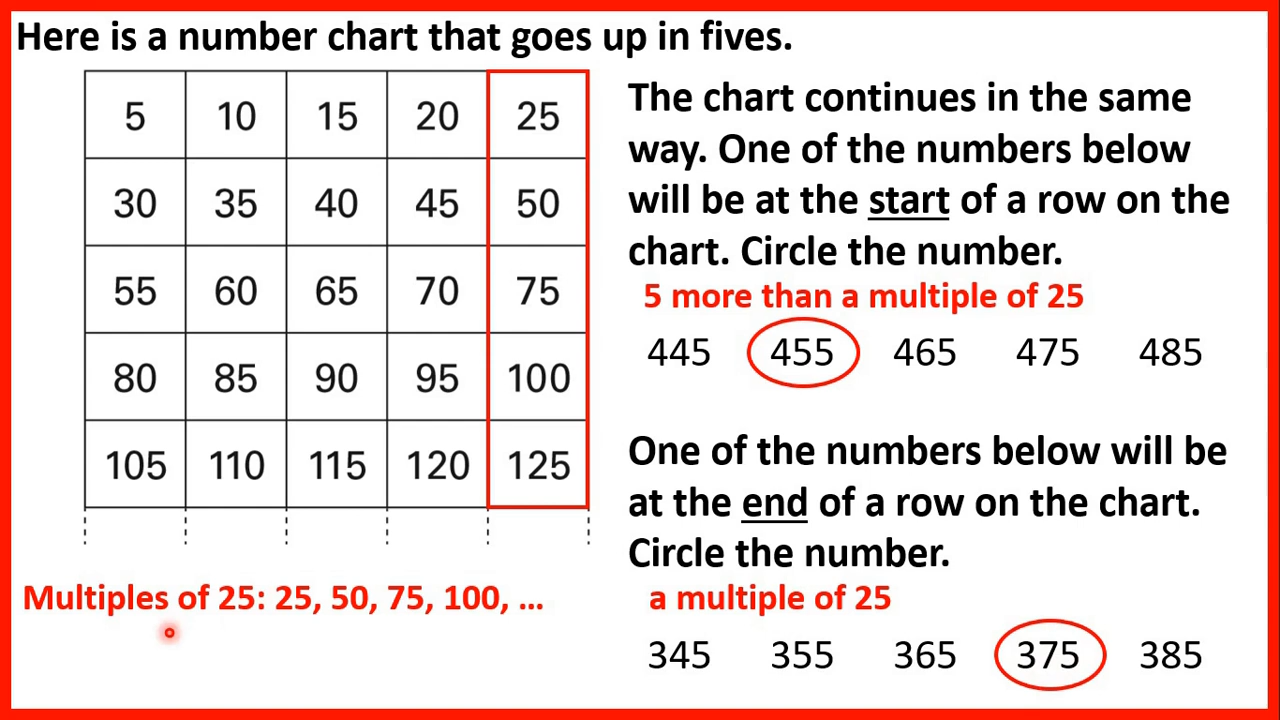 Here is a number chart that goes up in fives.
5 10 15 20 25
30 35 40 45 50
55 60 65 70 75
80 85 90 95 100
105 110 115 120 125
Multiples of 25: 25, 50, 75, 100, ...
The chart continues in the same
way. One of the numbers below
will be at the start of a row on the
chart. Circle the number.
5 more than a multiple of 25
445 455 465 475 485
One of the numbers below will be
at the end of a row on the chart.
Circle the number.
a multiple of 25
345 355 365 375 385